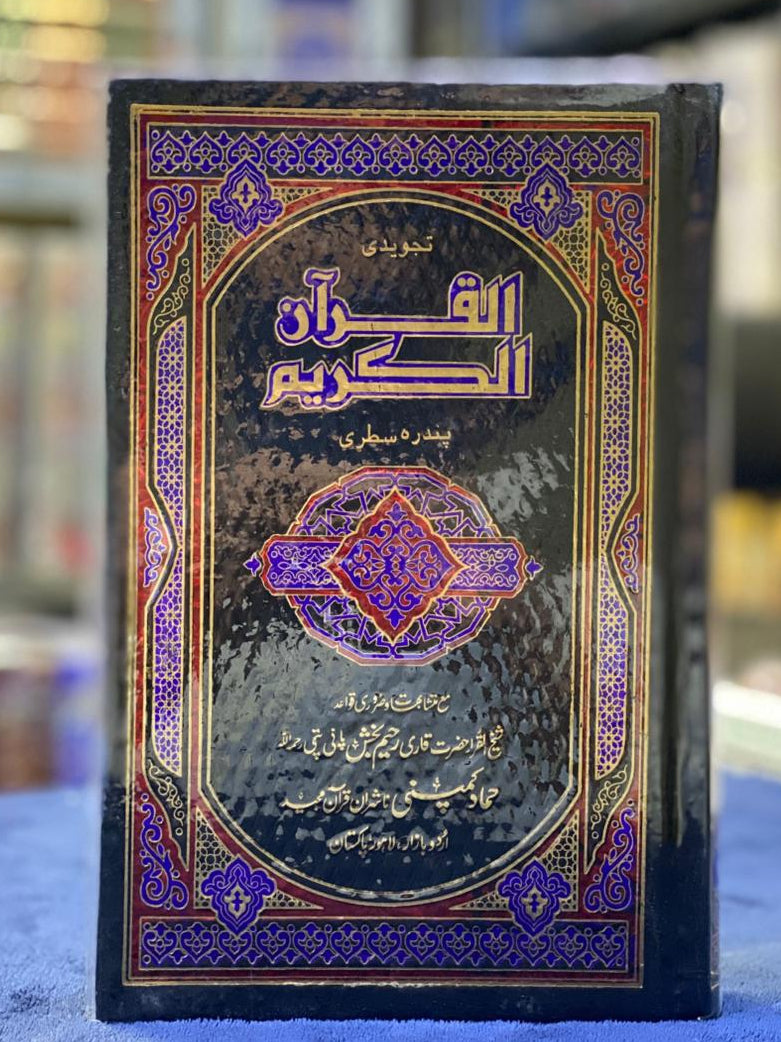 تجویدی
القرآن
الکریم
پندرہ سطری
مع متشابہات و ضروری قواعد
شیخ القرا حضرت قاری رحیم بخش پانی پتی رحمہ اللہ
حماد کمپنی ناشران قرآن مجید
اردو بازار، لاہور پاکستان